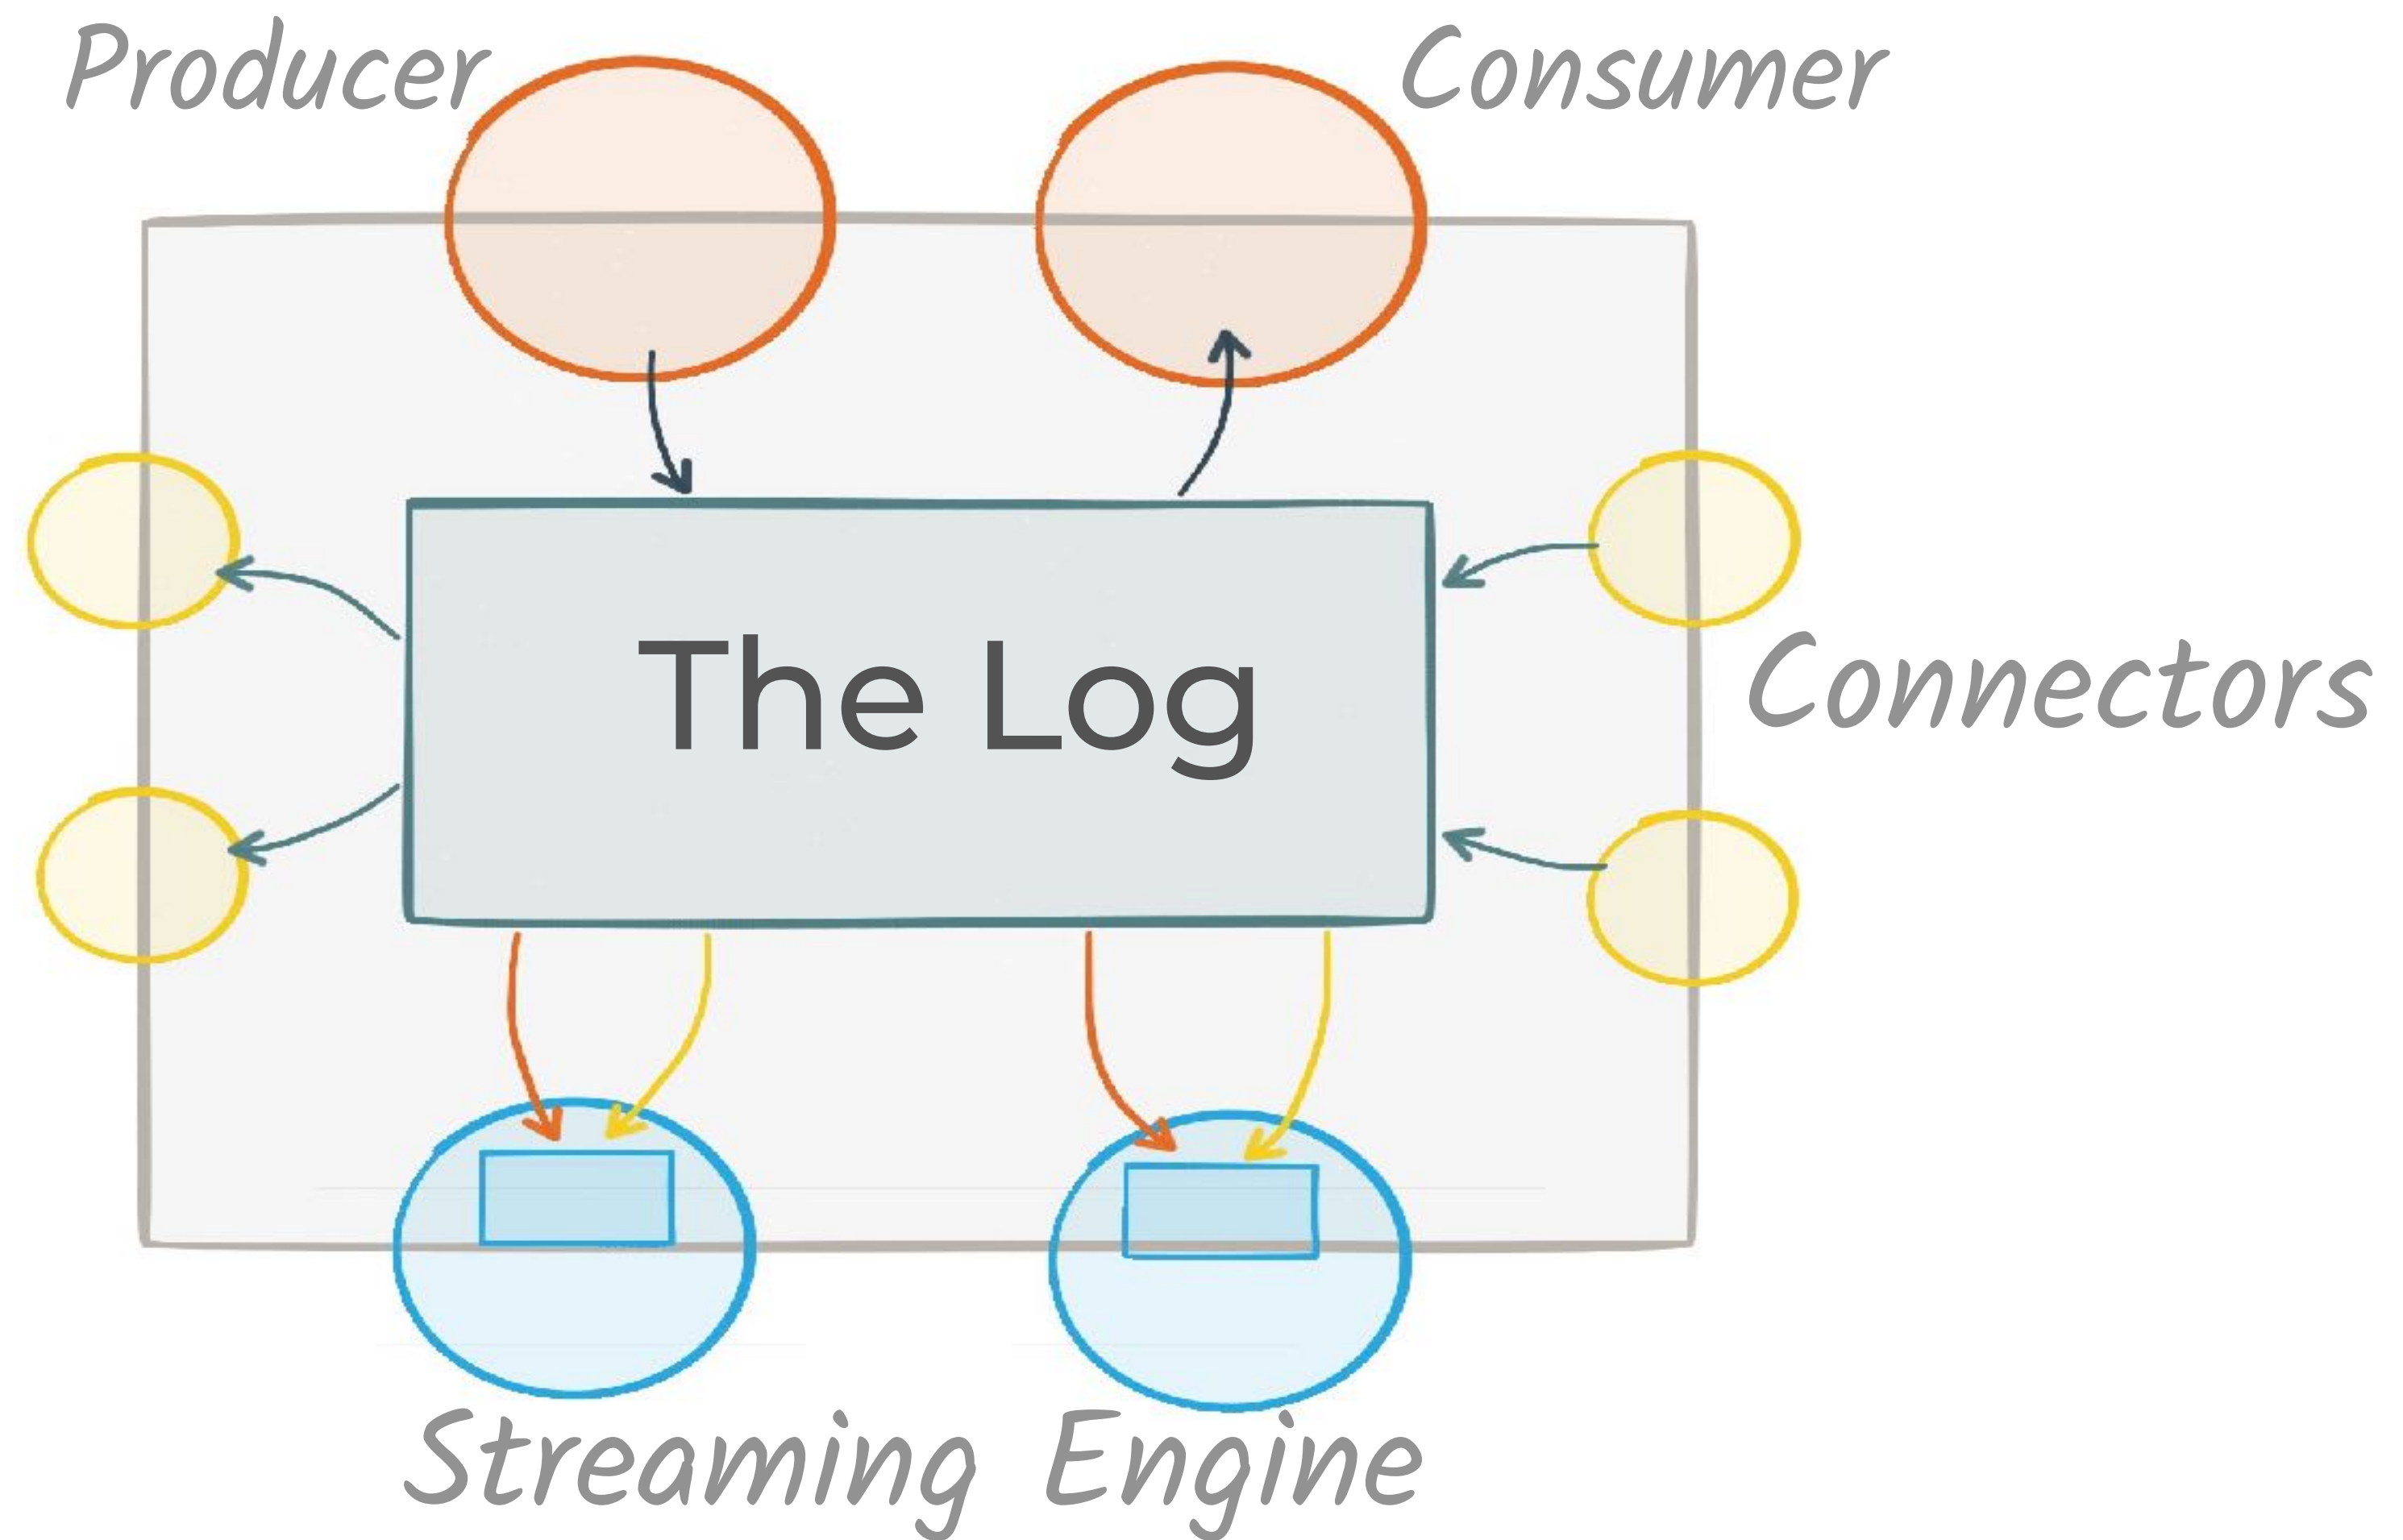 Producer
Consumer
The Log
Connectors
Streaming Engine